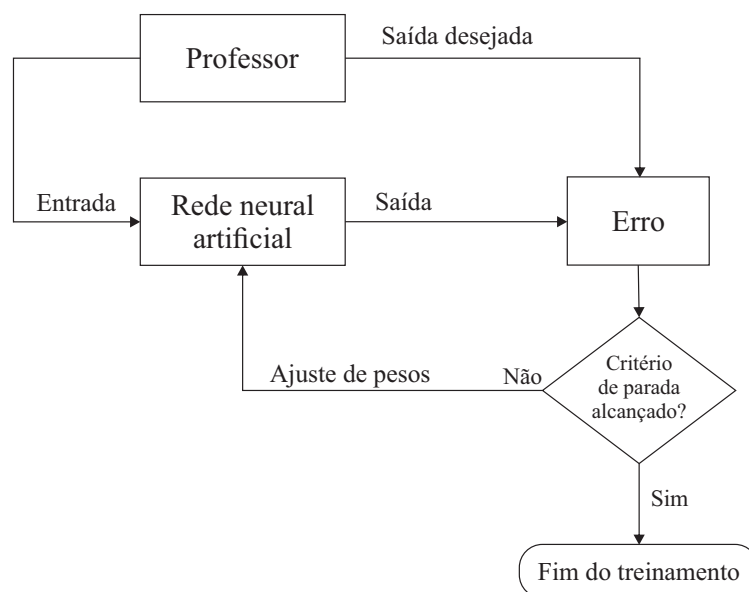 Saída desejada
Professor
Entrada
Rede neural
artificial
Saída
Erro
Ajuste de pesos
Não
Critério
de parada
alcançado?
Sim
Fim do treinamento